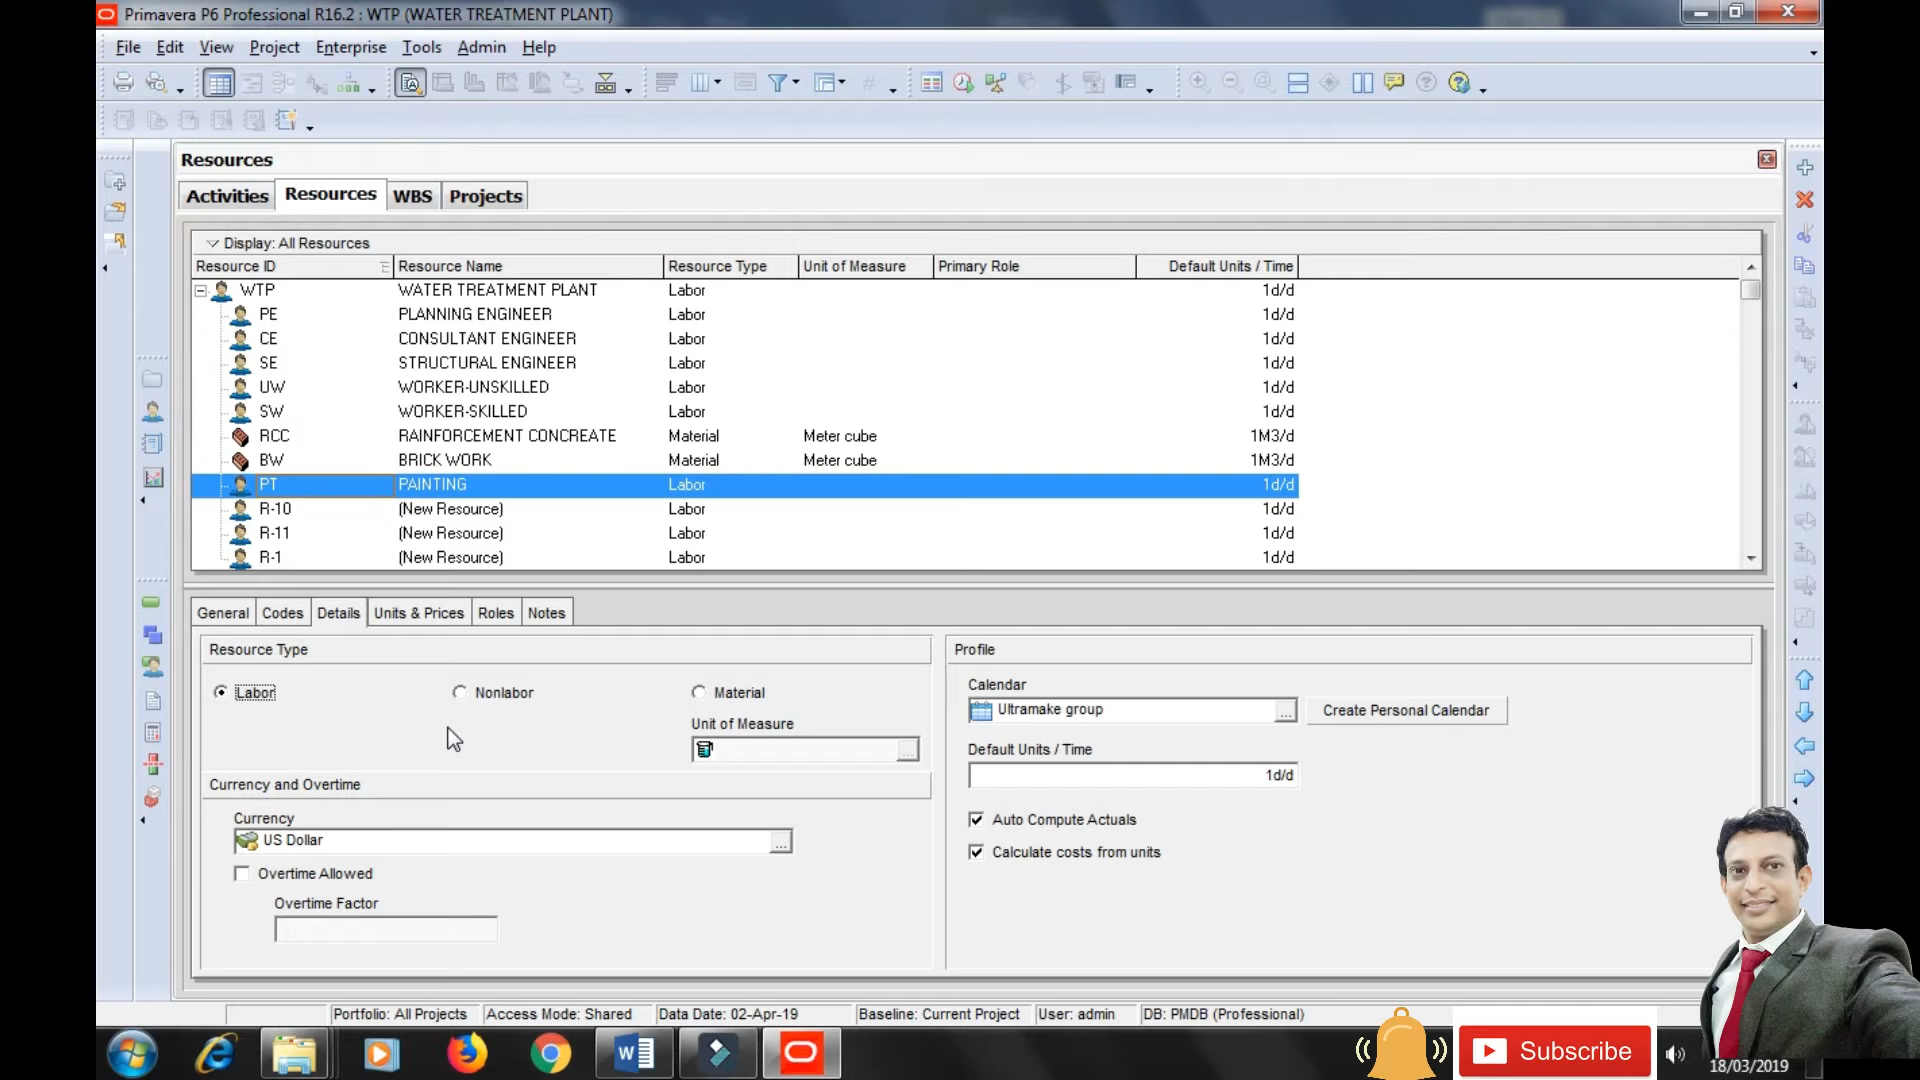 Primavera P6 Professional R16.2 : WTP (WATER TREATMENT PLANT)
File Edit View Project Enterprise Tools Admin Help
Resources
Activities Resources WBS Projects
Display: All Resources
Resource ID Resource Name Resource Type Unit of Measure Primary Role Default Units / Time
WTP WATER TREATMENT PLANT Labor 1d/d
PE PLANNING ENGINEER Labor 1d/d
CE CONSULTANT ENGINEER Labor 1d/d
SE STRUCTURAL ENGINEER Labor 1d/d
UW WORKER-UNSKILLED Labor 1d/d
SW WORKER-SKILLED Labor 1d/d
RCC RAINFORCEMENT CONCREATE Material Meter cube 1M3/d
BW BRICK WORK Material Meter cube 1M3/d
PT PAINTING Labor 1d/d
R-10 (New Resource) Labor 1d/d
R-11 (New Resource) Labor 1d/d
R-1 (New Resource) Labor 1d/d
General Codes Details Units & Prices Roles Notes
Resource Type Profile
Calendar
Labor Nonlabor Material
Ultramake group ... Create Personal Calendar
Unit of Measure
Default Units / Time
1d/d
Currency and Overtime
Currency
US Dollar ...
Auto Compute Actuals
Calculate costs from units
Overtime Allowed
Overtime Factor
Portfolio: All Projects Access Mode: Shared Data Date: 02-Apr-19 Baseline: Current Project User: admin DB: PMDB (Professional)
Subscribe
18/03/2019